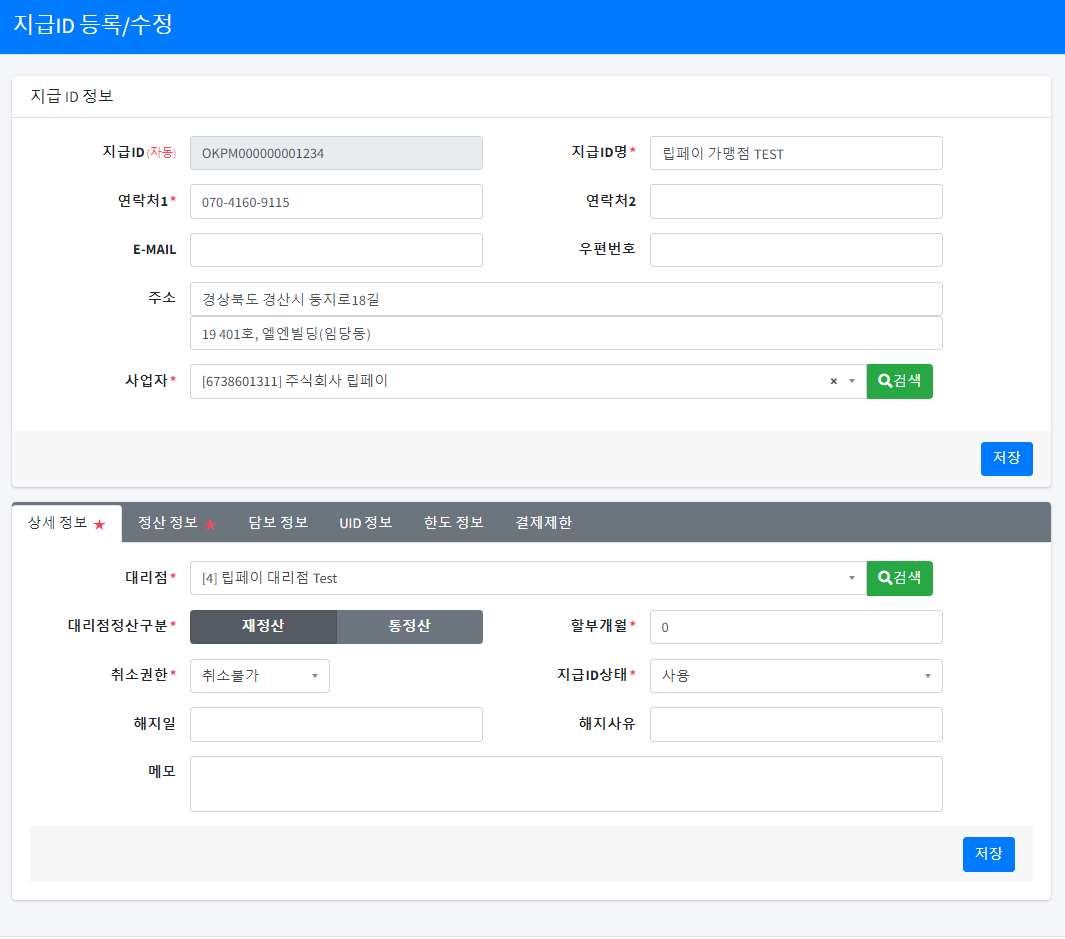 지급ID 등록/수정
지급 ID 정보
지급ID (자동) OKPM000000001234 지급ID명* 립페이 가맹점 TEST
연락처1* 070-4160-9115 연락처2
E-MAIL 우편번호
주소 경상북도 경산시 둥지로18길
19 401호, 엘엔빌딩(임당동)
사업자* [6738601311] 주식회사 립페이 × 검색
저장
상세 정보 ★ 정산 정보 ★ 담보 정보 UID 정보 한도 정보 결제제한
대리점* [4] 립페이 대리점 Test 검색
대리점정산구분* 재정산 통정산 할부개월* 0
취소권한* 취소불가 지급ID상태* 사용
해지일 해지사유
메모
저장